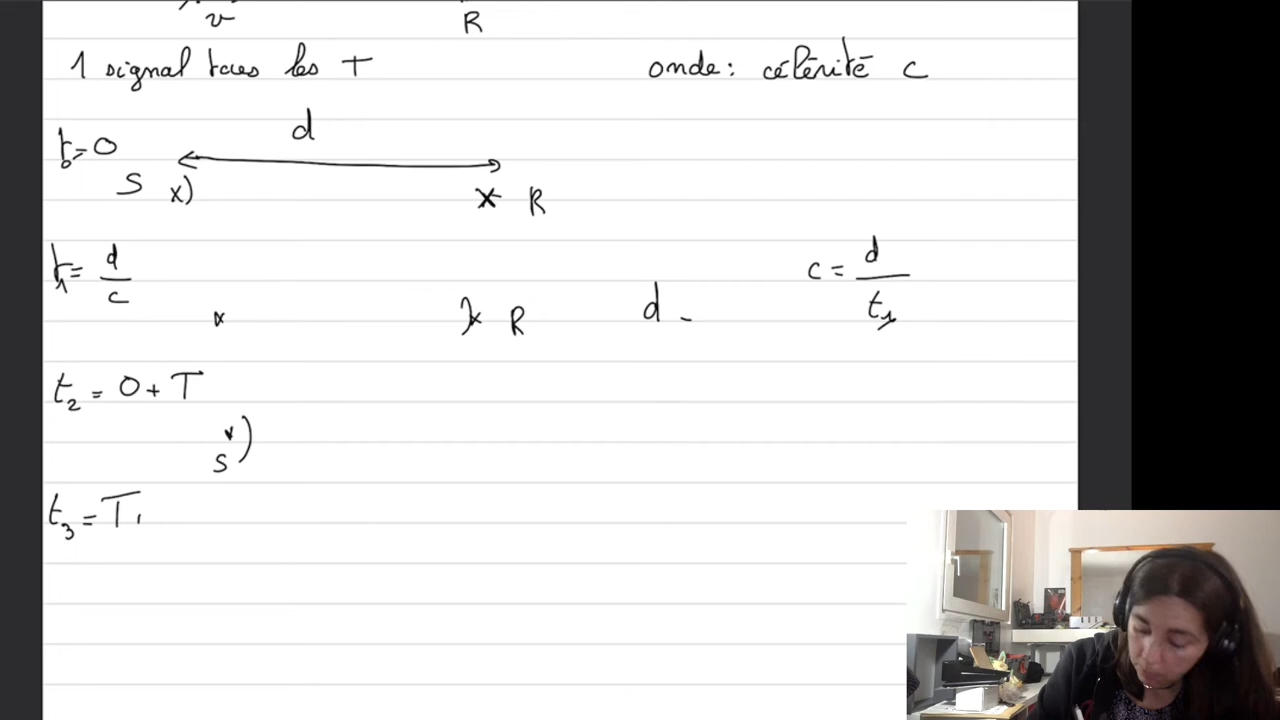 v
R
1 signal tous les T
onde: célérité c
d
t₀=0
S x)
x R
t₁= d/c
x
)x R
d -
c = d/t₁
t₂ = 0 + T
x)
S
t₃ = T